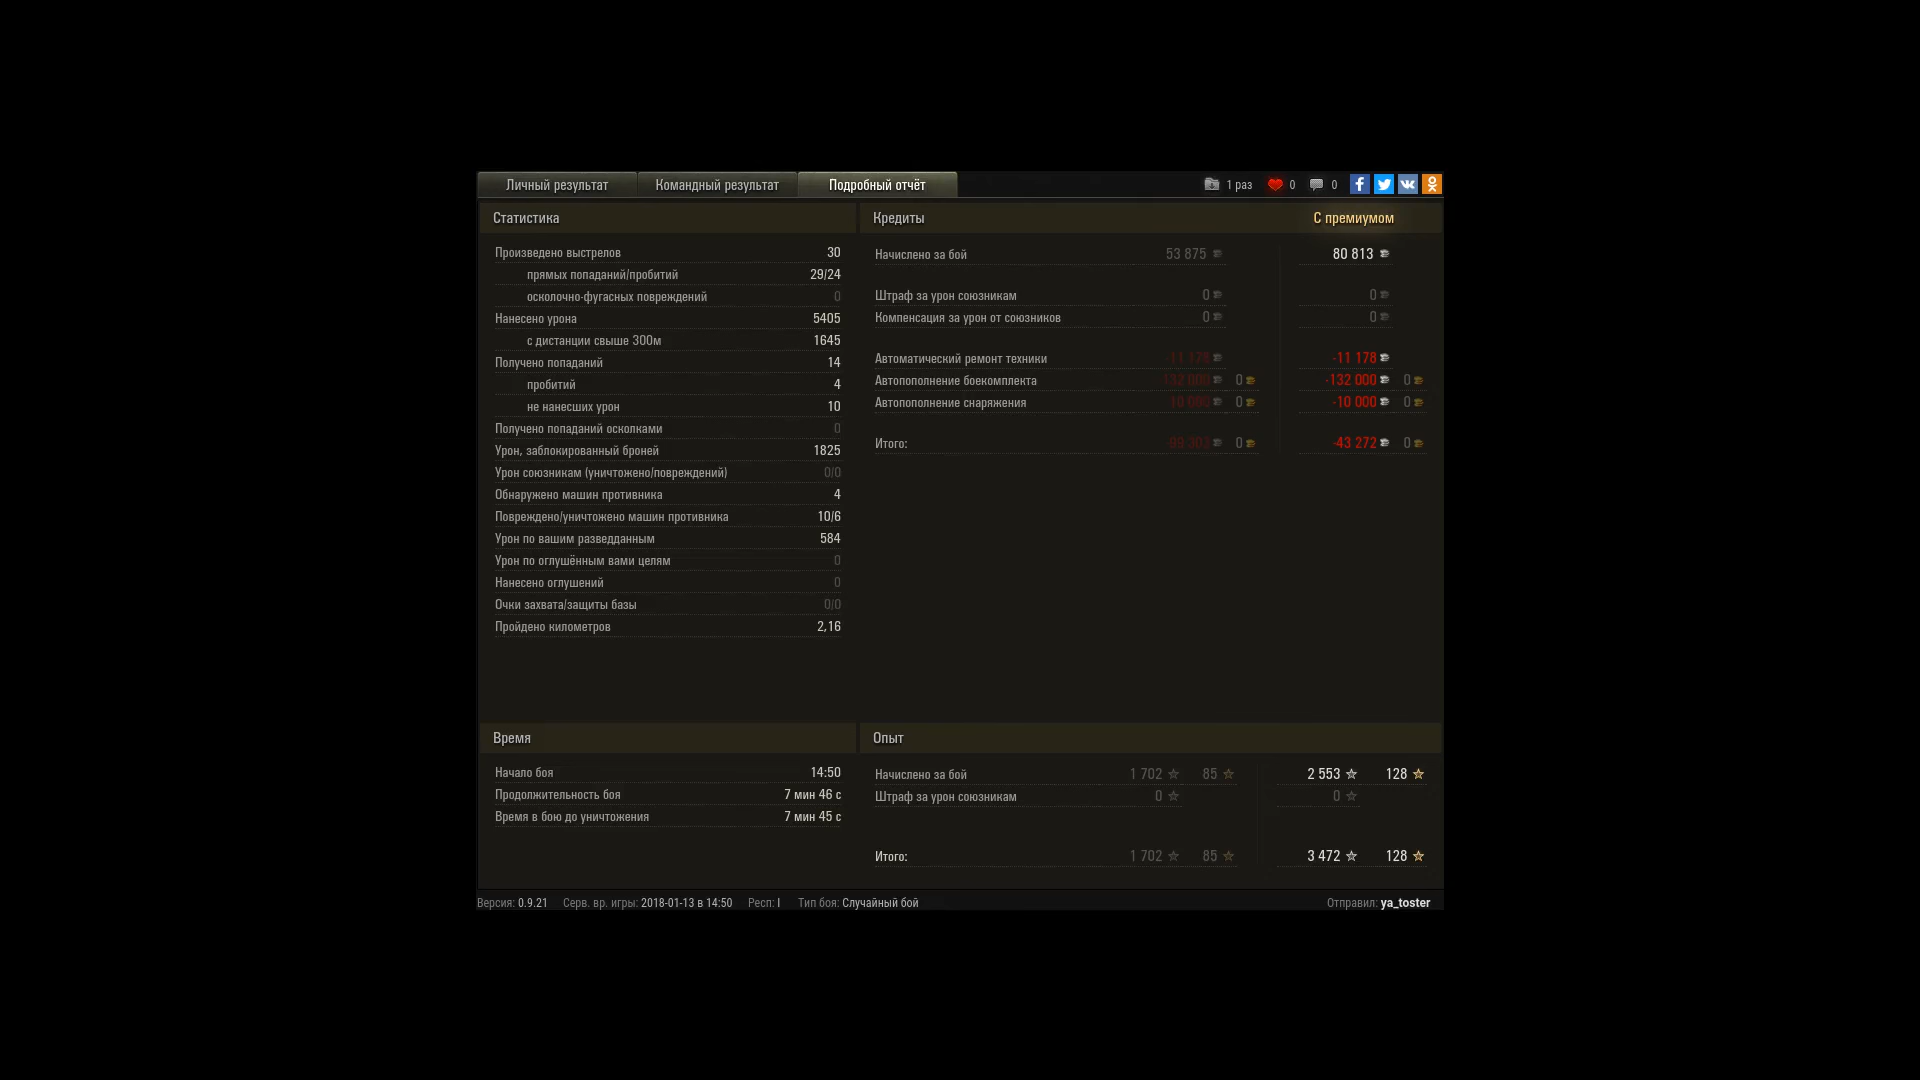 Личный результат Командный результат Подробный отчёт 1 раз 0 0
Статистика
Произведено выстрелов 30
прямых попаданий/пробитий 29/24
осколочно-фугасных повреждений 0
Нанесено урона 5405
с дистанции свыше 300м 1645
Получено попаданий 14
пробитий 4
не нанесших урон 10
Получено попаданий осколками 0
Урон, заблокированный броней 1825
Урон союзникам (уничтожено/повреждений) 0/0
Обнаружено машин противника 4
Повреждено/уничтожено машин противника 10/6
Урон по вашим разведданным 584
Урон по оглушённым вами целям 0
Нанесено оглушений 0
Очки захвата/защиты базы 0/0
Пройдено километров 2,16
Кредиты С премиумом
Начислено за бой 53 875 80 813
Штраф за урон союзникам 0 0
Компенсация за урон от союзников 0 0
Автоматический ремонт техники -11 178 -11 178
Автопополнение боекомплекта -132 000 0 -132 000 0
Автопополнение снаряжения -10 000 0 -10 000 0
Итого: -99 303 0 -43 272 0
Время
Начало боя 14:50
Продолжительность боя 7 мин 46 с
Время в бою до уничтожения 7 мин 45 с
Опыт
Начислено за бой 1 702 85 2 553 128
Штраф за урон союзникам 0 0
Итого: 1 702 85 3 472 128
Версия: 0.9.21 Серв. вр. игры: 2018-01-13 в 14:50 Респ: I Тип боя: Случайный бой Отправил: ya_toster